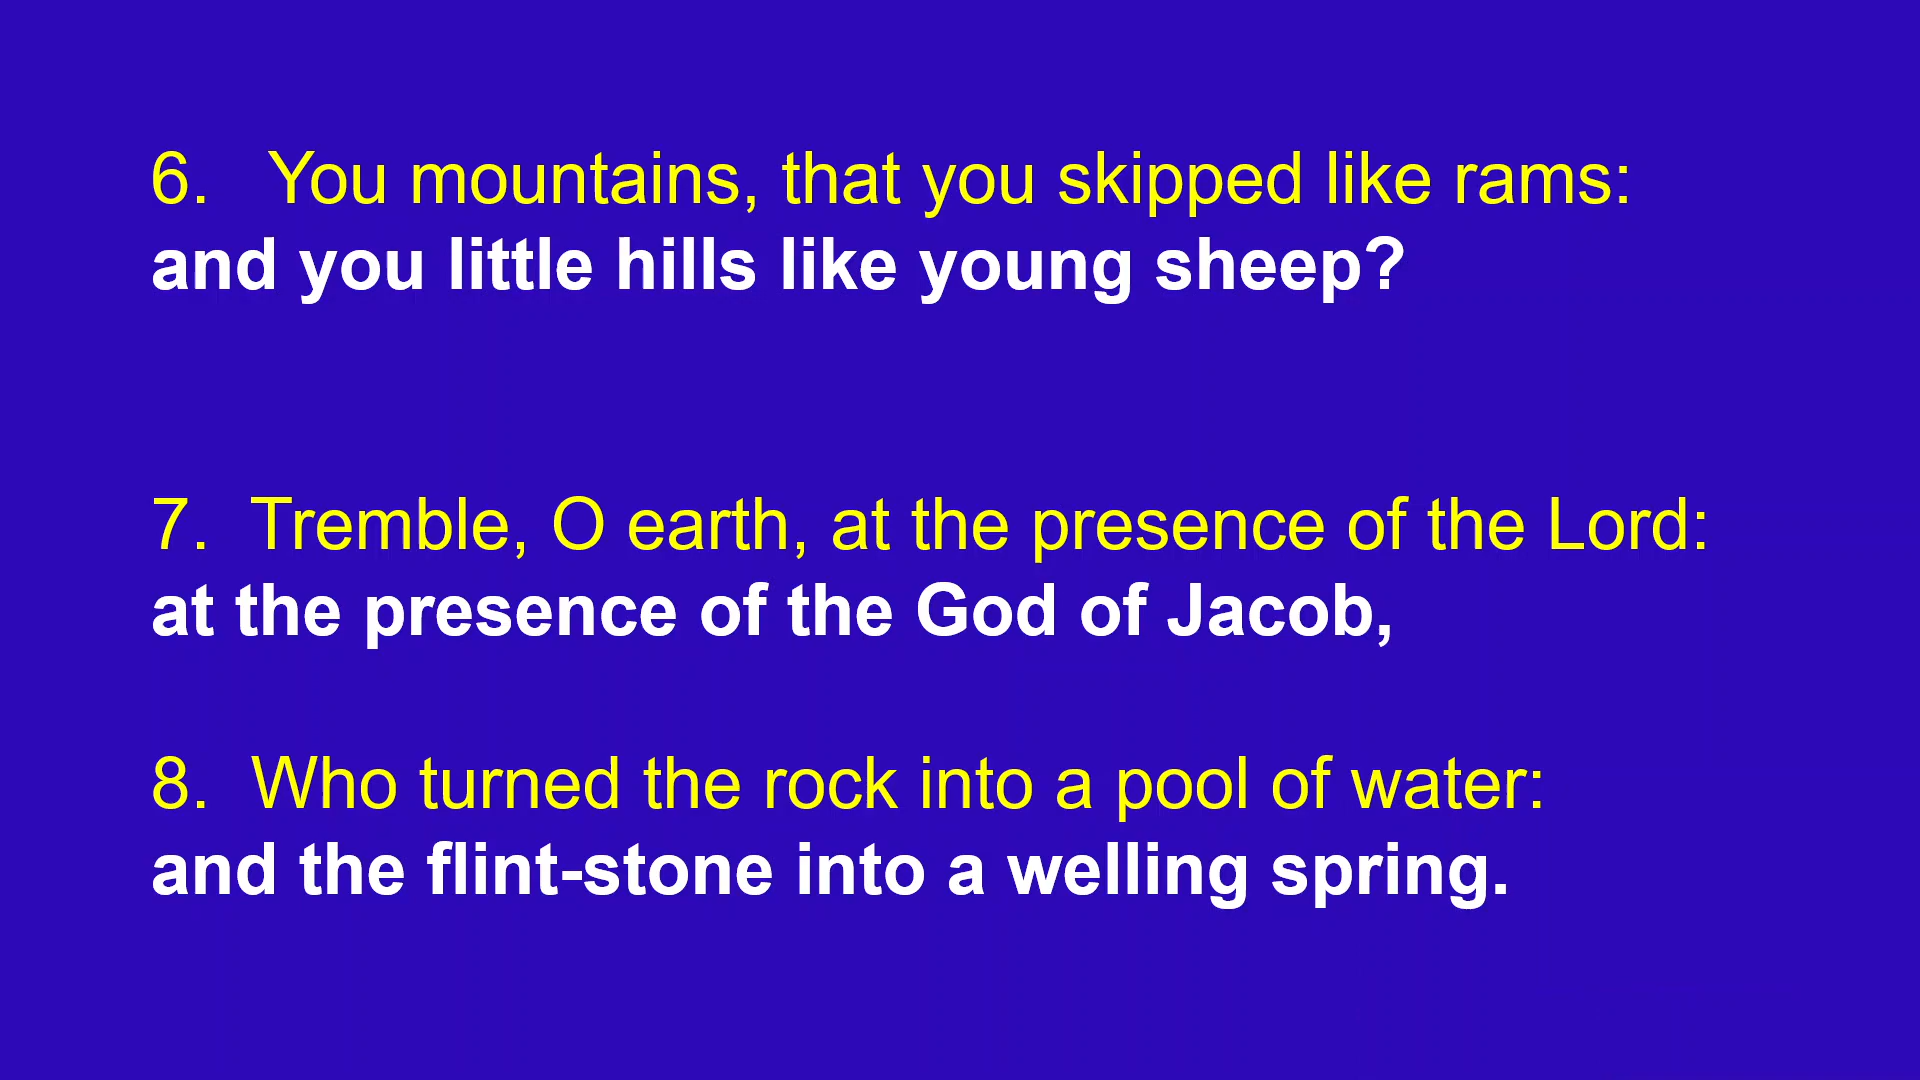 6. You mountains, that you skipped like rams:
and you little hills like young sheep?
7. Tremble, O earth, at the presence of the Lord:
at the presence of the God of Jacob,
8. Who turned the rock into a pool of water:
and the flint-stone into a welling spring.